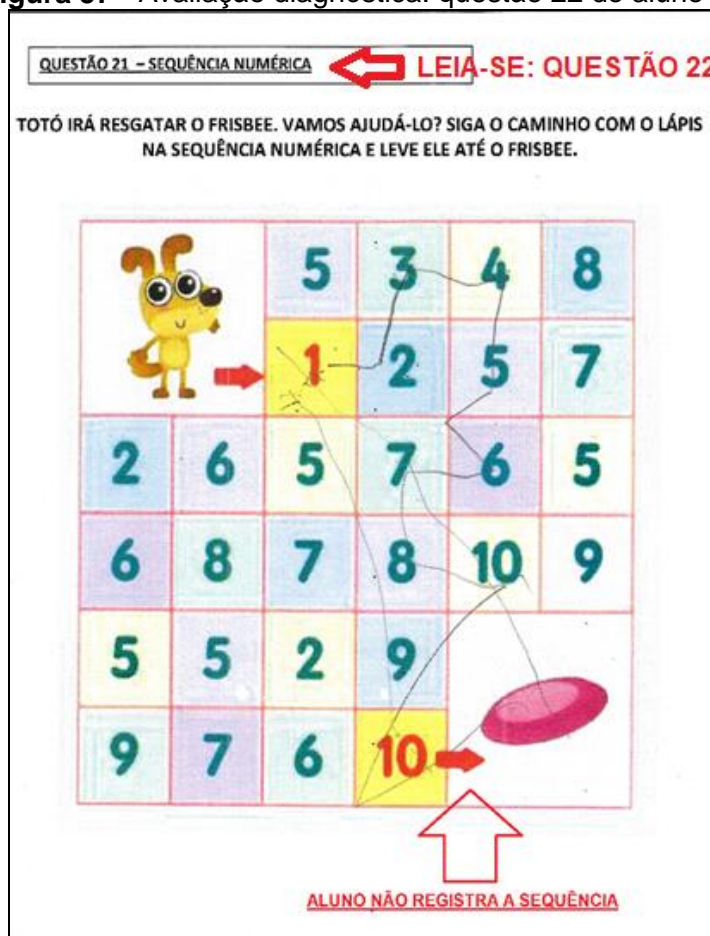 Avaliação diagnóstica: questão 22 do aluno
QUESTÃO 21 – SEQUÊNCIA NUMÉRICA
LEIA-SE: QUESTÃO 22
TOTÓ IRÁ RESGATAR O FRISBEE. VAMOS AJUDÁ-LO? SIGA O CAMINHO COM O LÁPIS
NA SEQUÊNCIA NUMÉRICA E LEVE ELE ATÉ O FRISBEE.
5 3 4 8
1 2 5 7
2 6 5 7 6 5
6 8 7 8 10 9
5 5 2 9
9 7 6 10
ALUNO NÃO REGISTRA A SEQUÊNCIA